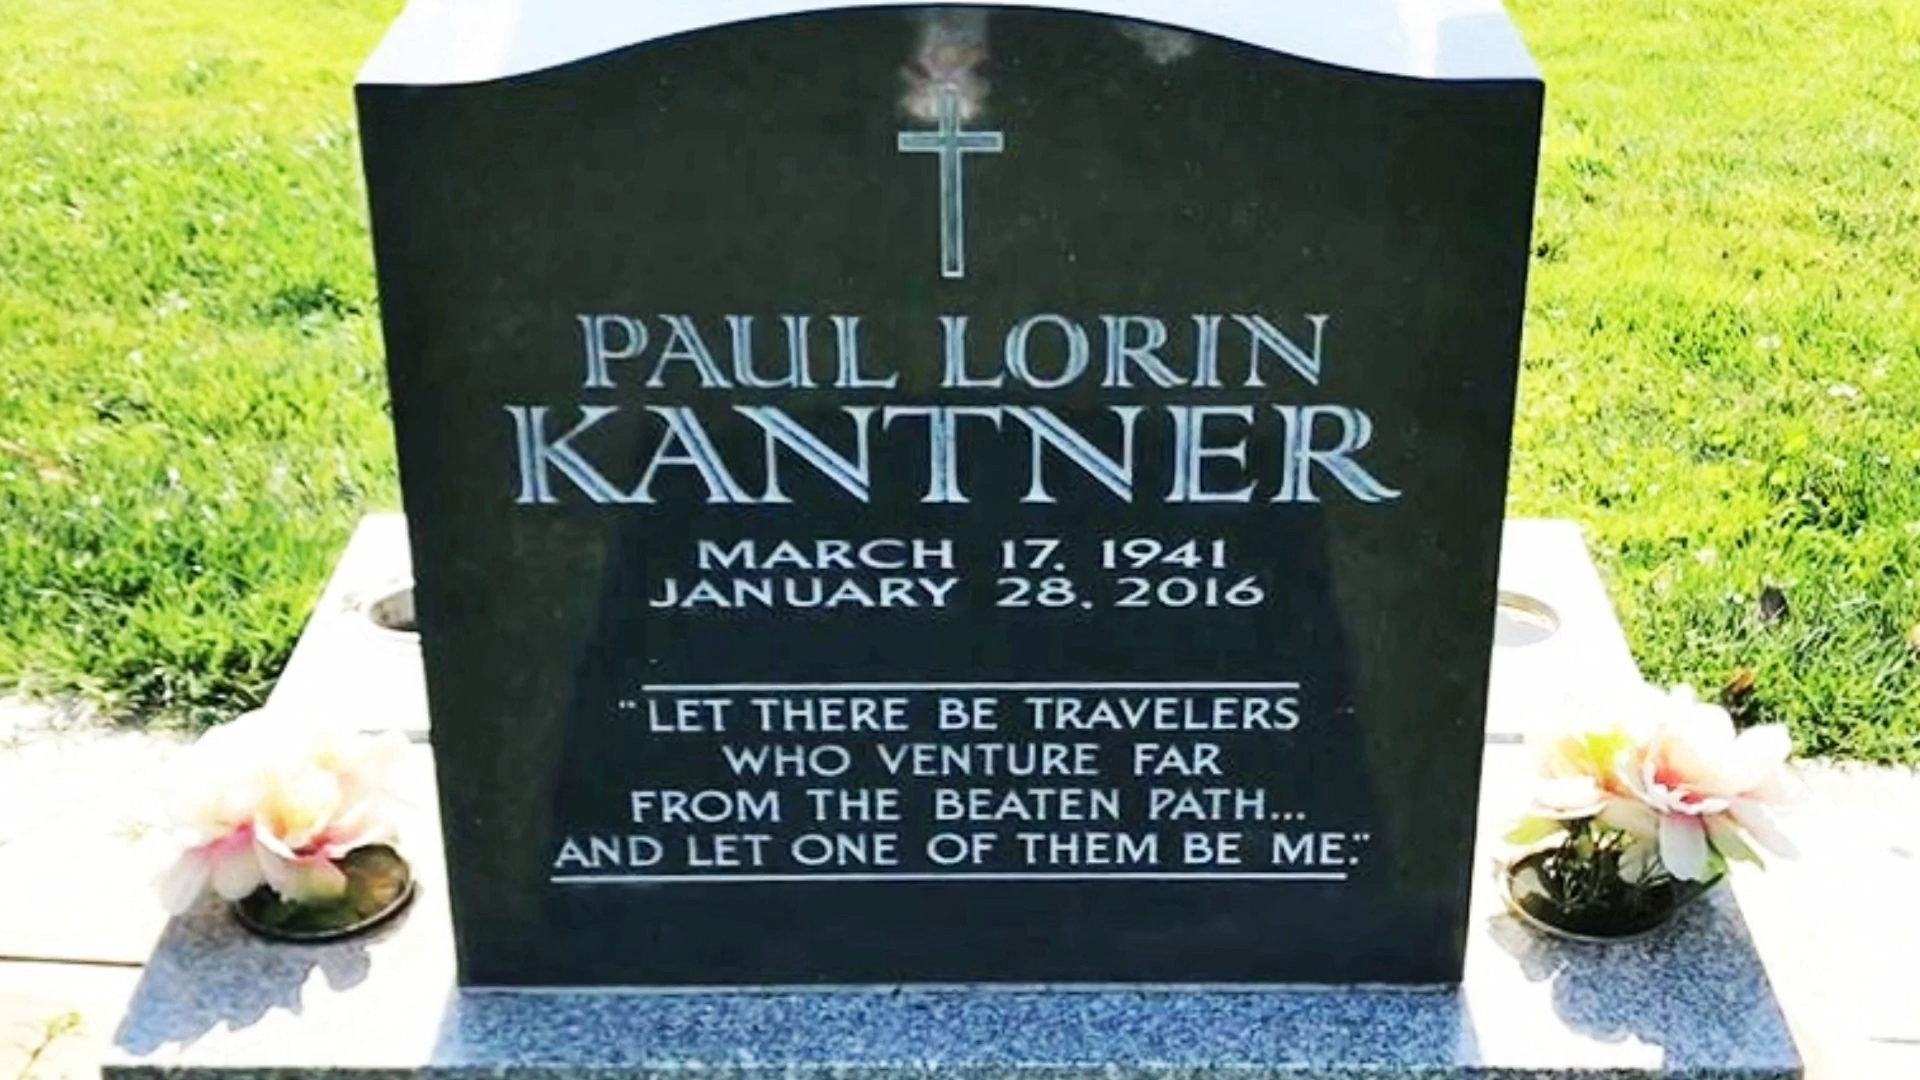 PAUL LORIN
KANTNER
MARCH 17, 1941
JANUARY 28, 2016
"LET THERE BE TRAVELERS
WHO VENTURE FAR
FROM THE BEATEN PATH...
AND LET ONE OF THEM BE ME."